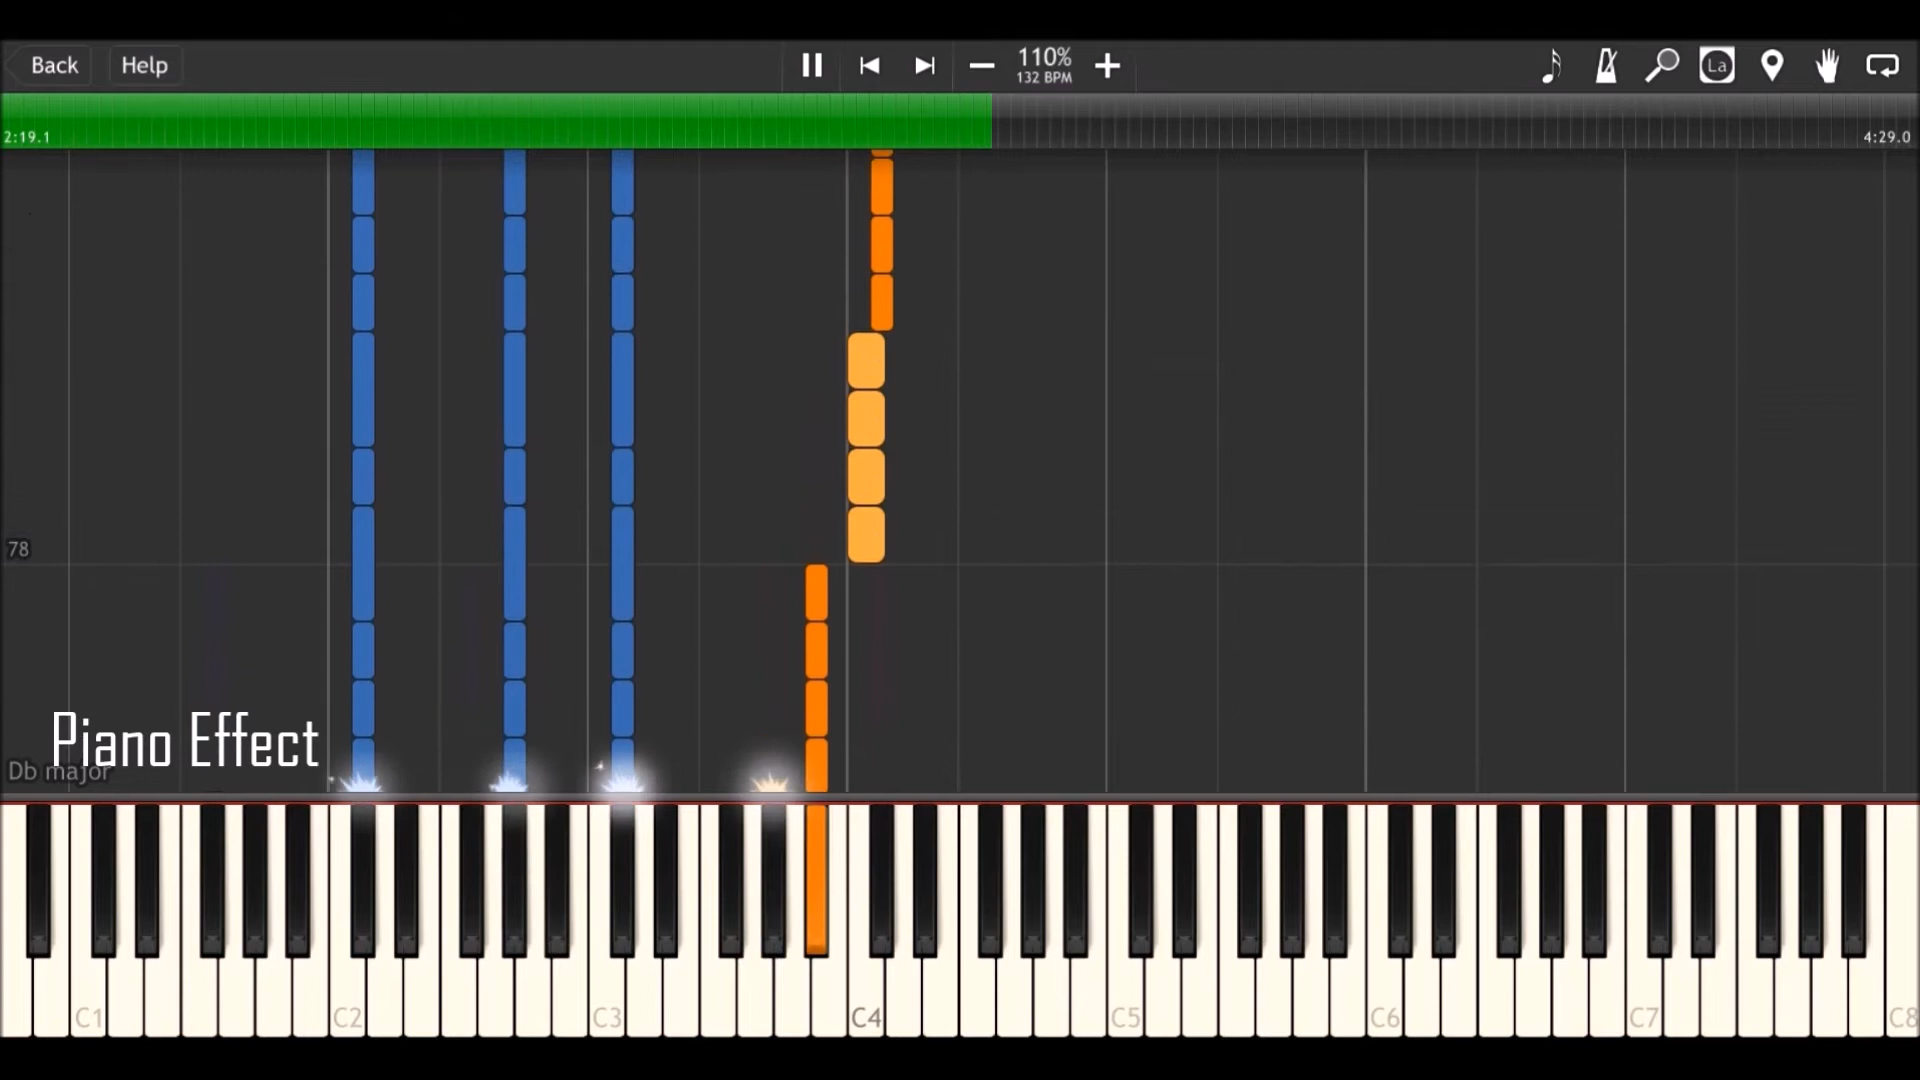 Back
Help
110%
132 BPM
La
2:19.1
4:29.0
78
Piano Effect
Db major
C1
C2
C3
C4
C5
C6
C7
C8